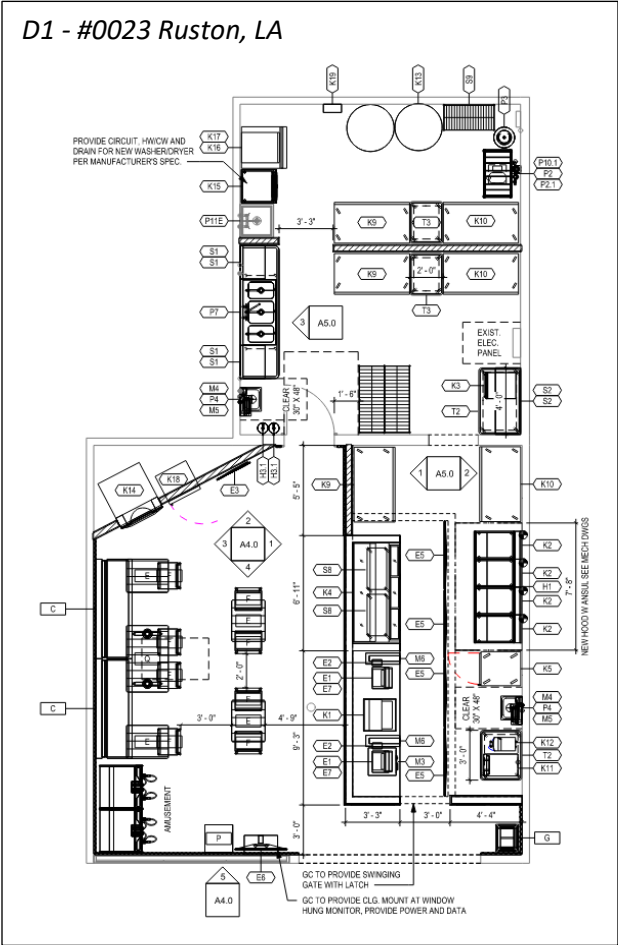 D1 - #0023 Ruston, LA
K19
K13
S9
P3
PROVIDE CIRCUIT, HW/CW AND
DRAIN FOR NEW WASHER/DRYER
PER MANUFACTURER'S SPEC.
K17
K16
K15
P10.1
P2
P2.1
P11E
3' - 3"
K9
T3
K10
S1
S1
K9
2' - 0"
K10
T3
P7
3
A5.0
EXIST.
ELEC.
PANEL
S1
S1
M4
P4
M5
CLEAR
30" X 48"
1' - 6"
K3
T2
4' - 0"
S2
S2
H3.1
H3.1
K14
K18
E3
5' - 5"
K9
1
A5.0
2
K10
2
3
A4.0
1
4
E
F
E
F
6' - 11"
S8
K4
S8
E5
E5
K2
K2
H1
K2
K2
7' - 8"
NEW HOOD W ANSUL SEE MECH DWGS
C
Q
2' - 0"
E2
E1
E7
M6
E5
K5
C
F
E
F
E
3' - 0"
4' - 9"
K1
9' - 3"
CLEAR
30" X 48"
M4
P4
M5
E2
E1
E7
M6
M3
E5
3' - 0"
K12
T2
K11
AMUSEMENT
P
3' - 0"
3' - 3"
3' - 0"
4' - 4"
G
E6
5
A4.0
GC TO PROVIDE SWINGING
GATE WITH LATCH
GC TO PROVIDE CLG. MOUNT AT WINDOW
HUNG MONITOR, PROVIDE POWER AND DATA